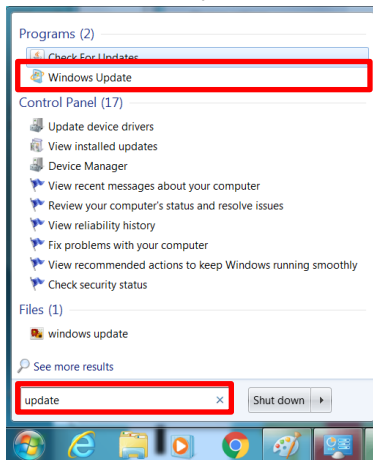 Programs (2)
Check For Updates
Windows Update
Control Panel (17)
Update device drivers
View installed updates
Device Manager
View recent messages about your computer
Review your computer's status and resolve issues
View reliability history
Fix problems with your computer
View recommended actions to keep Windows running smoothly
Check security status
Files (1)
windows update
See more results
update × Shut down